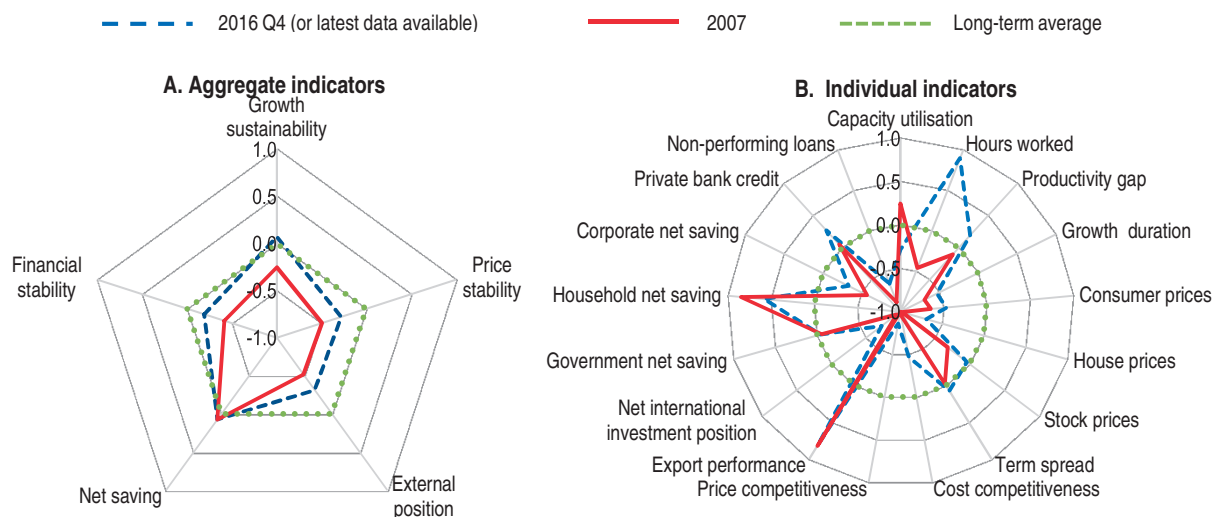 2016 Q4 (or latest data available)
2007
Long-term average
A. Aggregate indicators
Growth
sustainability
1.0
0.5
0.0
-0.5
-1.0
Price
stability
External
position
Net saving
Financial
stability
B. Individual indicators
Capacity utilisation
1.0
0.5
0.0
-0.5
-1.0
Hours worked
Productivity gap
Growth duration
Consumer prices
House prices
Stock prices
Term spread
Cost competitiveness
Price competitiveness
Export performance
Net international
investment position
Government net saving
Household net saving
Corporate net saving
Private bank credit
Non-performing loans